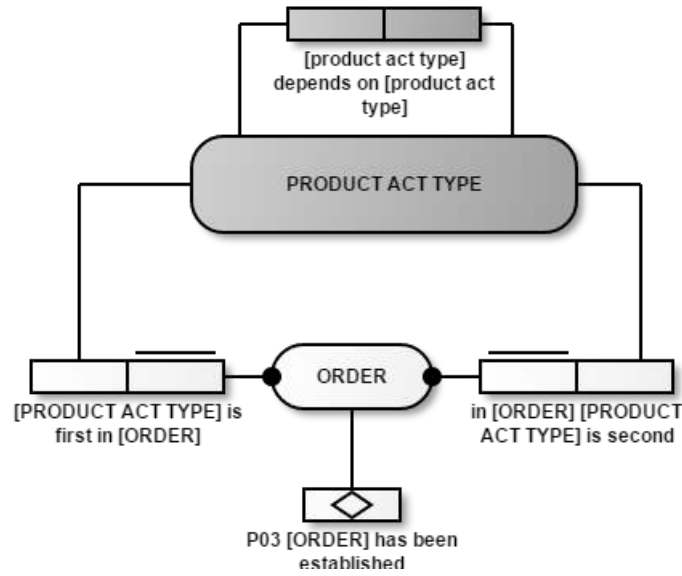 [product act type]
depends on [product act
type]
PRODUCT ACT TYPE
ORDER
[PRODUCT ACT TYPE] is
first in [ORDER]
in [ORDER] [PRODUCT
ACT TYPE] is second
P03 [ORDER] has been
established